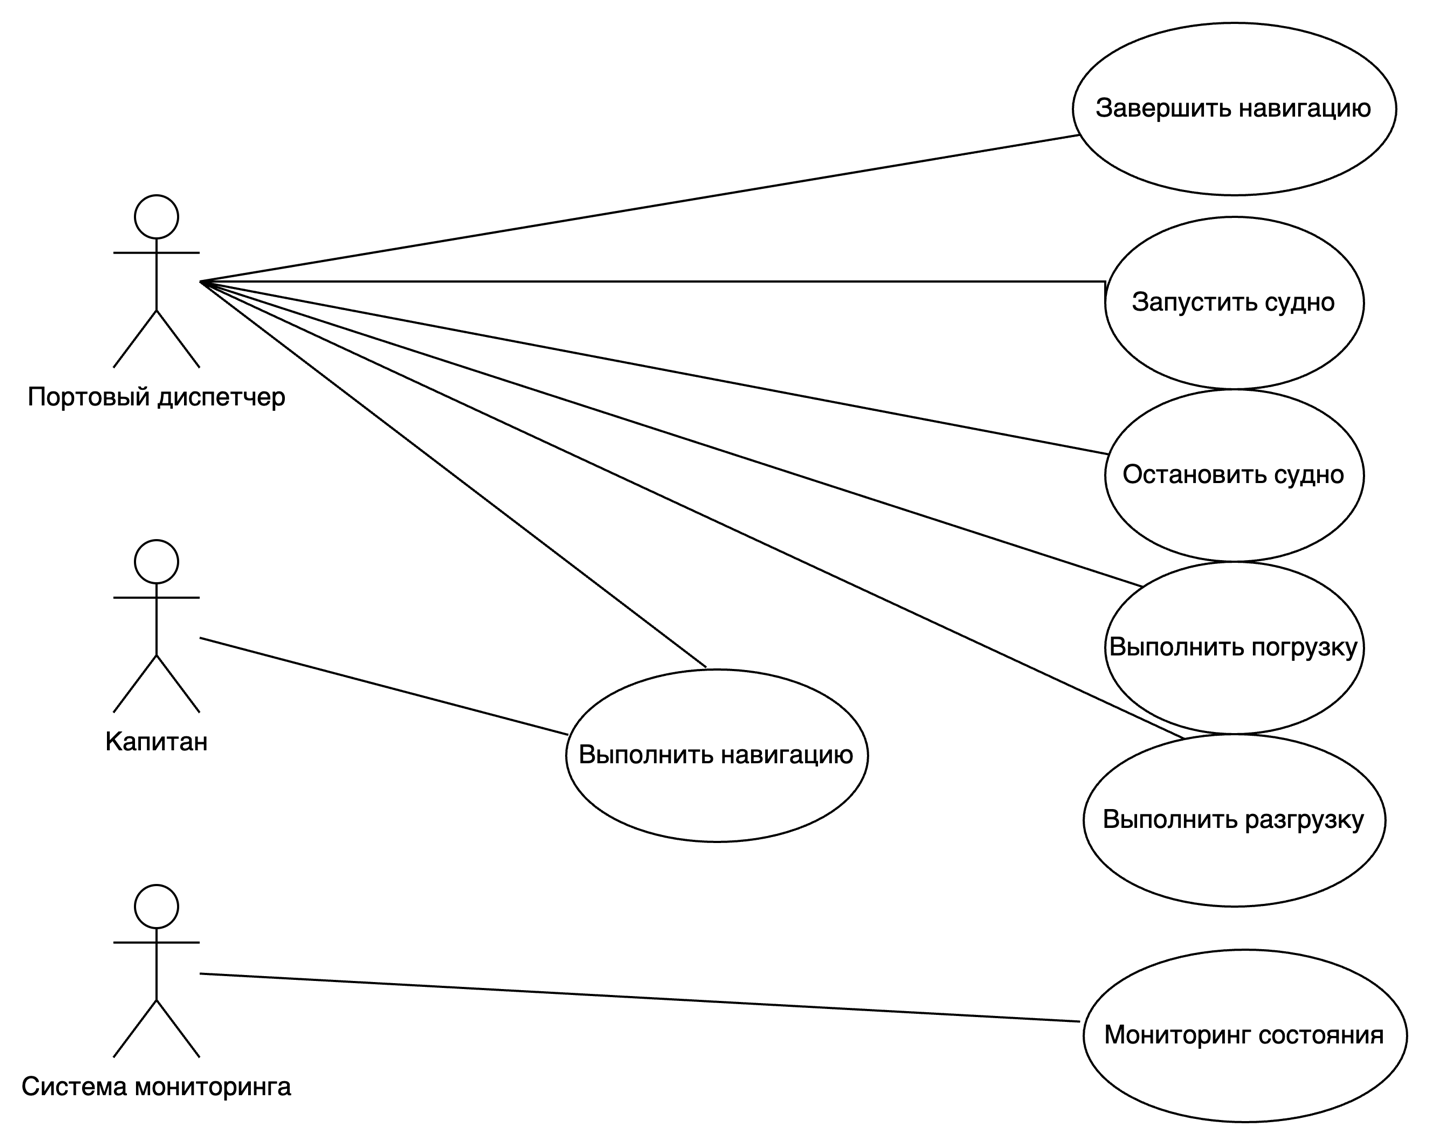 Завершить навигацию
Запустить судно
Портовый диспетчер
Остановить судно
Выполнить погрузку
Капитан
Выполнить навигацию
Выполнить разгрузку
Мониторинг состояния
Система мониторинга